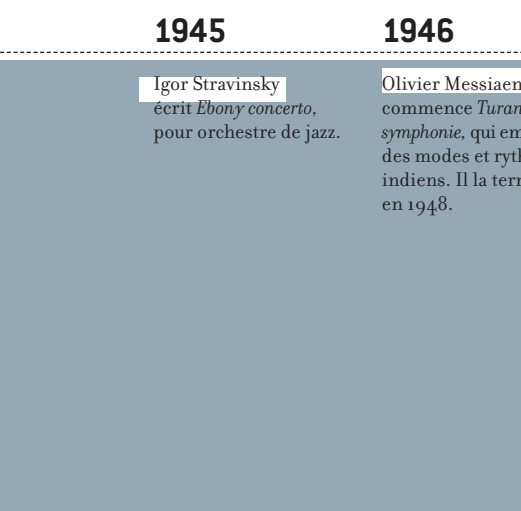 1945
Igor Stravinsky
écrit Ebony concerto,
pour orchestre de jazz.
1946
Olivier Messiaen
commence
symphonie, qui
des modes et
indiens. Il la
en 1948.